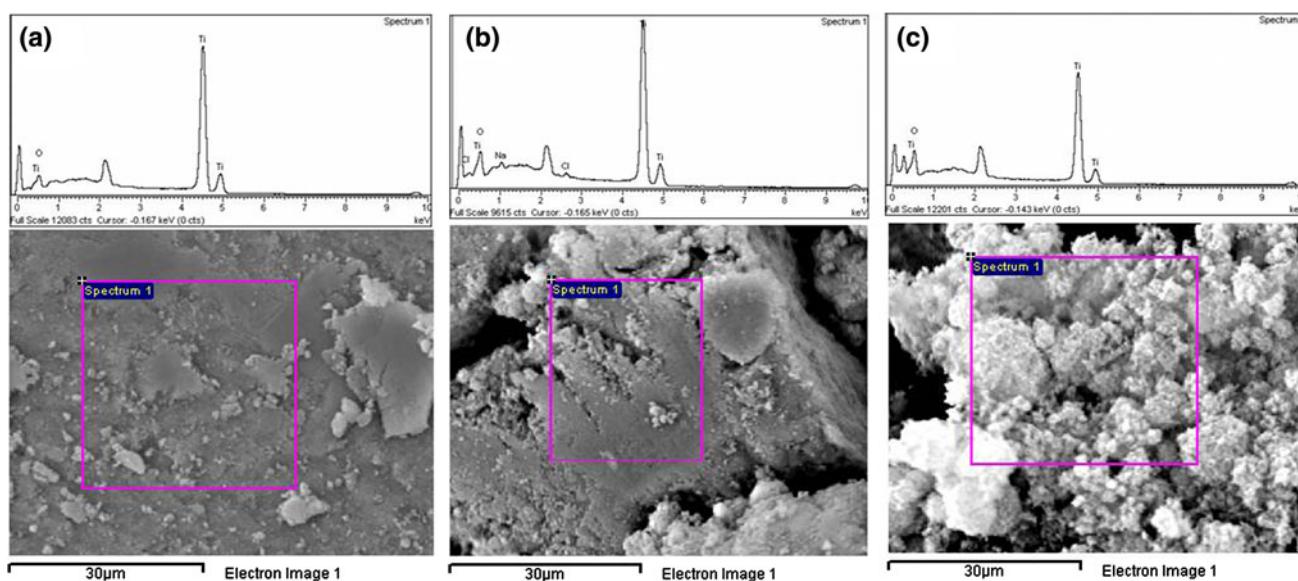 (a)
Spectrum 1
Ti
O
Ti
Ti
0 1 2 3 4 5 6 7 8 9 10
Full Scale 12083 cts Cursor: -0.167 keV (0 cts)
keV
Spectrum 1
30µm
Electron Image 1
(b)
Spectrum 1
Ti
O
Cl
Ti
Na
Cl
Ti
0 1 2 3 4 5 6 7 8 9 10
Full Scale 9615 cts Cursor: -0.165 keV (0 cts)
keV
Spectrum 1
30µm
Electron Image 1
(c)
Spectrum 1
Ti
O
Ti
Ti
0 1 2 3 4 5 6 7 8 9
Full Scale 12201 cts Cursor: -0.143 keV (0 cts)
keV
Spectrum 1
30µm
Electron Image 1